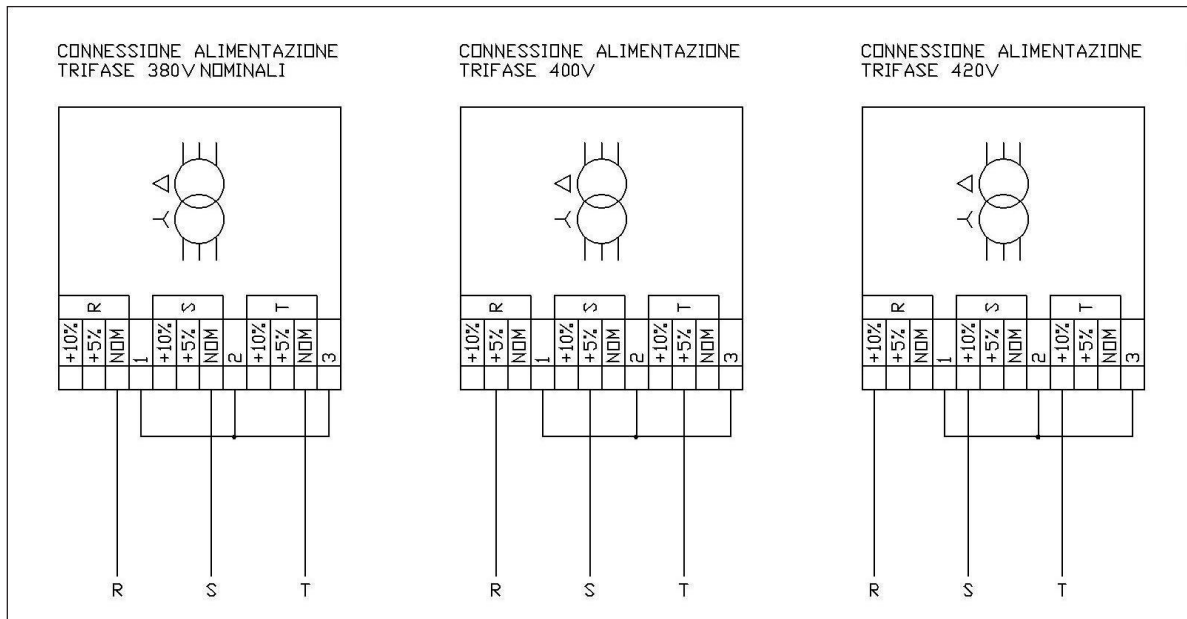 CONNESSIONE ALIMENTAZIONE
TRIFASE 380V NOMINALI
R S T
+10% +5% NOM 1 +10% +5% NOM 2 +10% +5% NOM 3
R S T
CONNESSIONE ALIMENTAZIONE
TRIFASE 400V
R S T
+10% +5% NOM 1 +10% +5% NOM 2 +10% +5% NOM 3
R S T
CONNESSIONE ALIMENTAZIONE
TRIFASE 420V
R S T
+10% +5% NOM 1 +10% +5% NOM 2 +10% +5% NOM 3
R S T